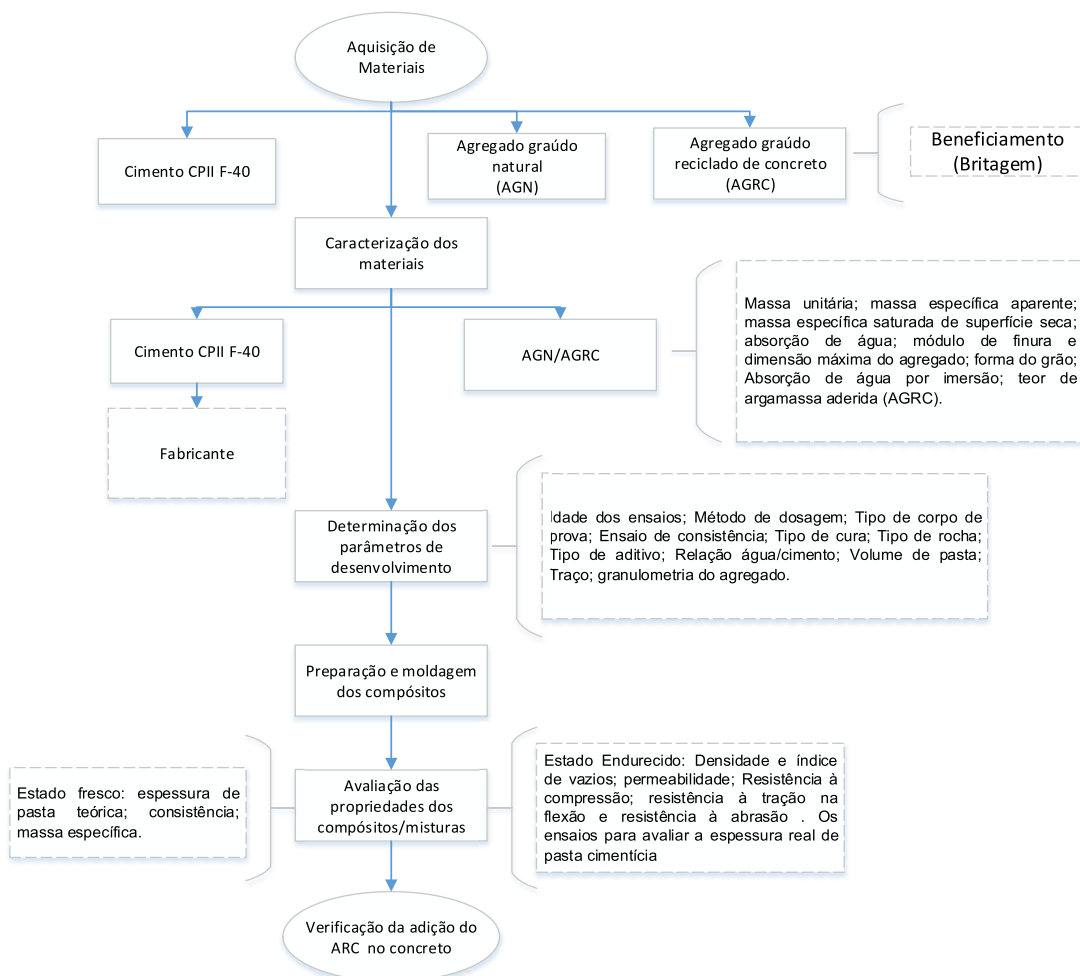 Aquisição de
Materiais
Cimento CPII F-40
Agregado graúdo
natural
(AGN)
Agregado graúdo
reciclado de concreto
(AGRC)
Beneficiamento
(Britagem)
Caracterização dos
materiais
Cimento CPII F-40
AGN/AGRC
Massa unitária; massa específica aparente;
massa específica saturada de superfície seca;
absorção de água; módulo de finura e
dimensão máxima do agregado; forma do grão;
Absorção de água por imersão; teor de
argamassa aderida (AGRC).
Fabricante
Determinação dos
parâmetros de
desenvolvimento
Idade dos ensaios; Método de dosagem; Tipo de corpo de
prova; Ensaio de consistência; Tipo de cura; Tipo de rocha;
Tipo de aditivo; Relação água/cimento; Volume de pasta;
Traço; granulometria do agregado.
Preparação e moldagem
dos compósitos
Estado fresco: espessura de
pasta teórica; consistência;
massa específica.
Avaliação das
propriedades dos
compósitos/misturas
Estado Endurecido: Densidade e índice
de vazios; permeabilidade; Resistência à
compressão; resistência à tração na
flexão e resistência à abrasão . Os
ensaios para avaliar a espessura real de
pasta cimentícia
Verificação da adição do
ARC no concreto